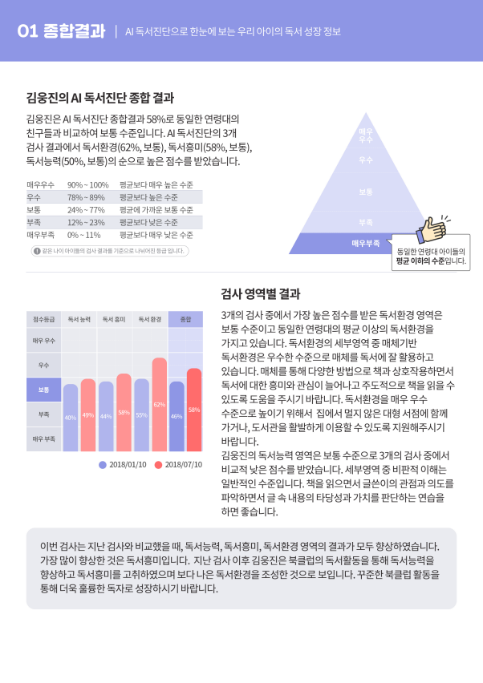 01 종합결과 | AI 독서진단으로 한눈에 보는 우리 아이의 독서 성장 정보
김웅진의 AI 독서진단 종합 결과
김웅진은 AI 독서진단 종합결과 58%로 동일한 연령대의
친구들과 비교하여 보통 수준입니다. AI 독서진단의 3개
검사 결과에서 독서환경(62%, 보통), 독서흥미(58%, 보통),
독서능력(50%, 보통)의 순으로 높은 점수를 받았습니다.
매우우수 90% ~ 100% 평균보다 매우 높은 수준
우수 78% ~ 89% 평균보다 높은 수준
보통 24% ~ 77% 평균에 가까운 보통 수준
부족 12% ~ 23% 평균보다 낮은 수준
매우부족 0% ~ 11% 평균보다 매우 낮은 수준
같은 나이 아이들의 검사 결과를 기준으로 나뉘어진 등급 입니다.
매우
우수
우수
보통
부족
매우부족
동일한 연령대 아이들의
평균 이하의 수준입니다.
검사 영역별 결과
3개의 검사 중에서 가장 높은 점수를 받은 독서환경 영역은
보통 수준이고 동일한 연령대의 평균 이상의 독서환경을
가지고 있습니다. 독서환경의 세부영역 중 매체기반
독서환경은 우수한 수준으로 매체를 독서에 잘 활용하고
있습니다. 매체를 통해 다양한 방법으로 책과 상호작용하면서
독서에 대한 흥미와 관심이 늘어나고 주도적으로 책을 읽을 수
있도록 도움을 주시기 바랍니다. 독서환경을 매우 우수
수준으로 높이기 위해서 집에서 멀지 않은 대형 서점에 함께
가거나, 도서관을 활발하게 이용할 수 있도록 지원해주시기
바랍니다.
김웅진의 독서능력 영역은 보통 수준으로 3개의 검사 중에서
비교적 낮은 점수를 받았습니다. 세부영역 중 비판적 이해는
일반적인 수준입니다. 책을 읽으면서 글쓴이의 관점과 의도를
파악하면서 글 속 내용의 타당성과 가치를 판단하는 연습을
하면 좋습니다.
점수등급 독서 능력 독서 흥미 독서 환경 종합
매우 우수
우수
보통
부족
매우 부족
49% 58% 62% 46% 58%
2018/01/10 2018/07/10
이번 검사는 지난 검사와 비교했을 때, 독서능력, 독서흥미, 독서환경 영역의 결과가 모두 향상하였습니다.
가장 많이 향상한 것은 독서흥미입니다. 지난 검사 이후 김웅진은 북클럽의 독서활동을 통해 독서능력을
향상하고 독서흥미를 고취하였으며 보다 나은 독서환경을 조성한 것으로 보입니다. 꾸준한 북클럽 활동을
통해 더욱 훌륭한 독자로 성장하시기 바랍니다.